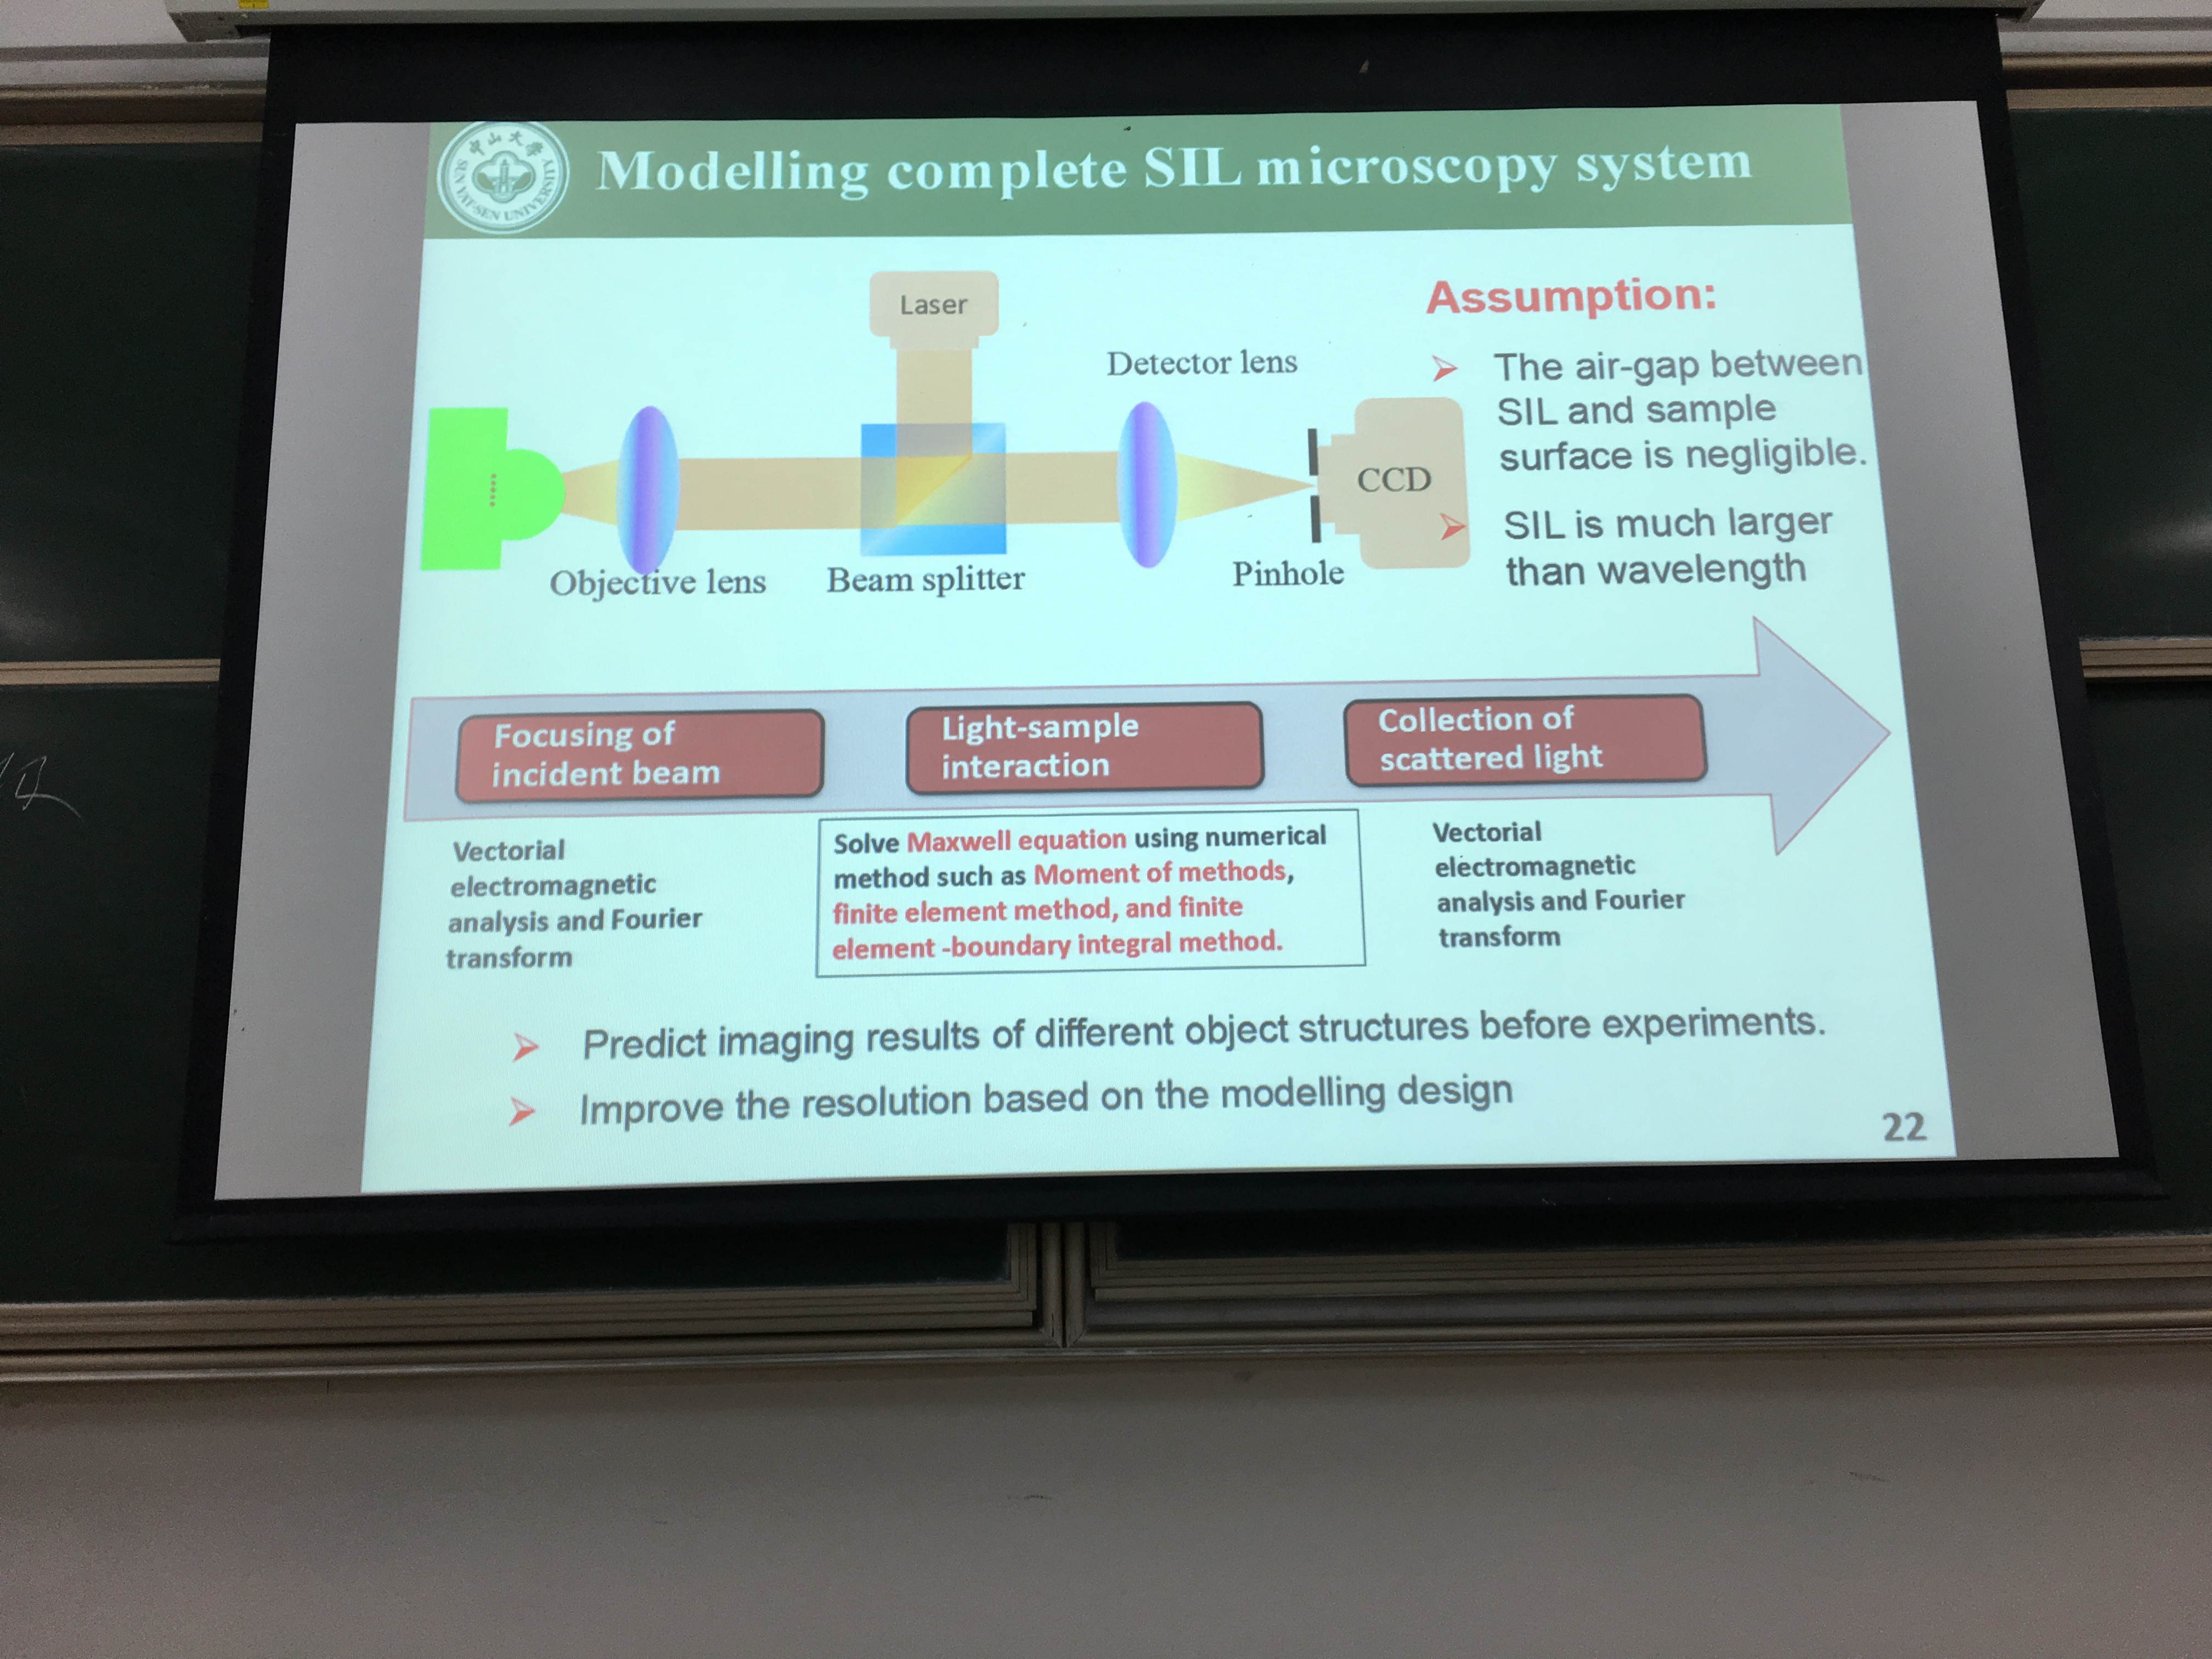 中山大学
SUN YAT-SEN UNIVERSITY
Modelling complete SIL microscopy system
Laser
Detector lens
CCD
Objective lens
Beam splitter
Pinhole
Assumption:
The air-gap between
SIL and sample
surface is negligible.
SIL is much larger
than wavelength
Focusing of
incident beam
Light-sample
interaction
Collection of
scattered light
Vectorial
electromagnetic
analysis and Fourier
transform
Solve Maxwell equation using numerical
method such as Moment of methods,
finite element method, and finite
element -boundary integral method.
Vectorial
electromagnetic
analysis and Fourier
transform
Predict imaging results of different object structures before experiments.
Improve the resolution based on the modelling design
22